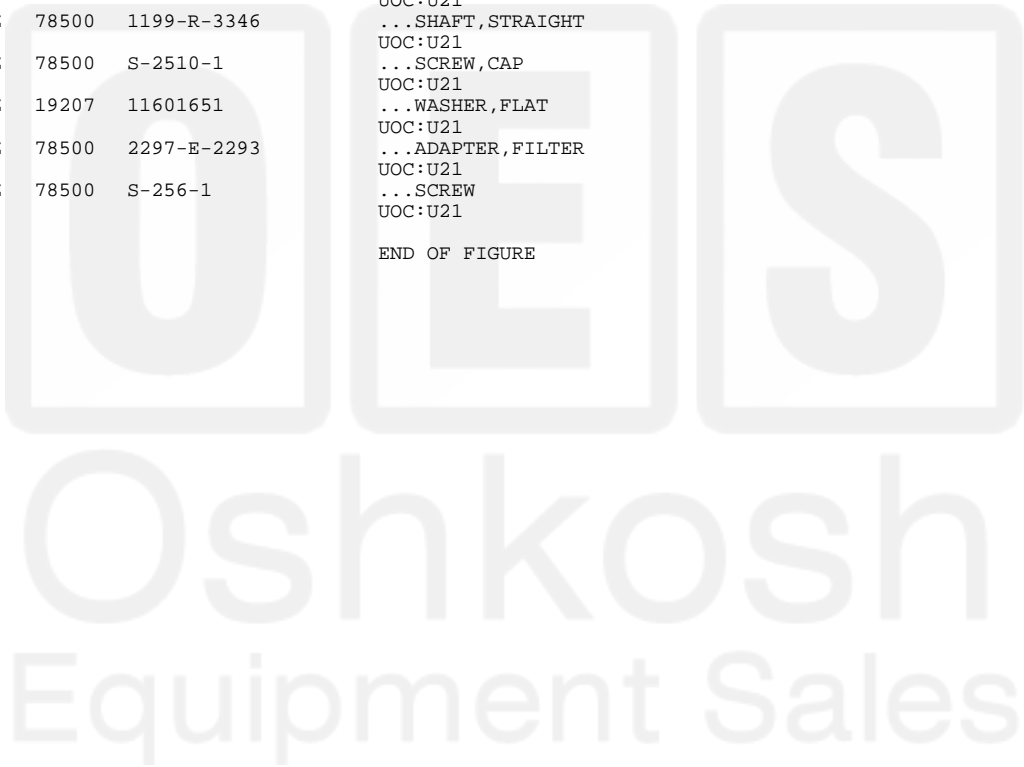 UOC:U21
78500 1199-R-3346 ...SHAFT,STRAIGHT
UOC:U21
78500 S-2510-1 ...SCREW,CAP
UOC:U21
19207 11601651 ...WASHER,FLAT
UOC:U21
78500 2297-E-2293 ...ADAPTER,FILTER
UOC:U21
78500 S-256-1 ...SCREW
UOC:U21
END OF FIGURE
OES
Oshkosh
Equipment Sales